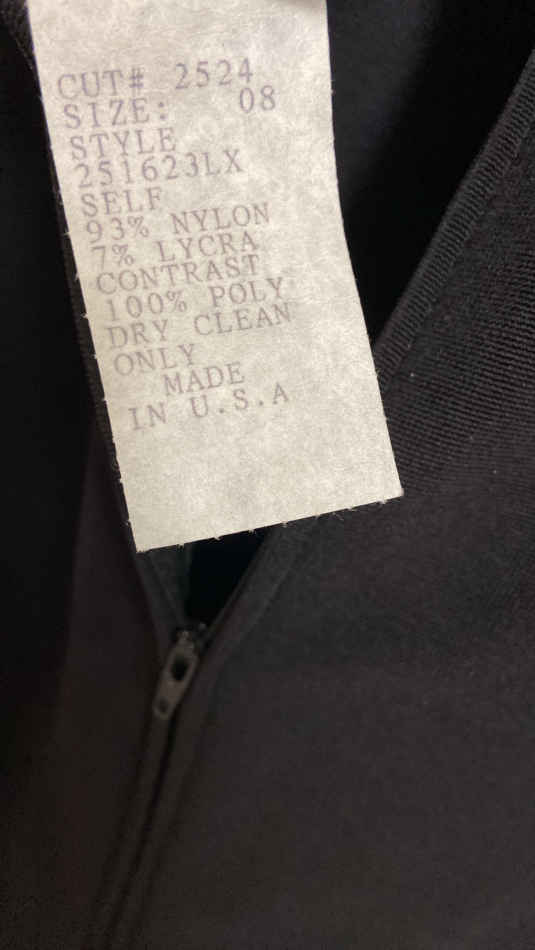 CUT# 2524
SIZE: 08
STYLE
251623LX
SELF
93% NYLON
7% LYCRA
CONTRAST
100% POLY
DRY CLEAN
ONLY
MADE
IN U.S.A